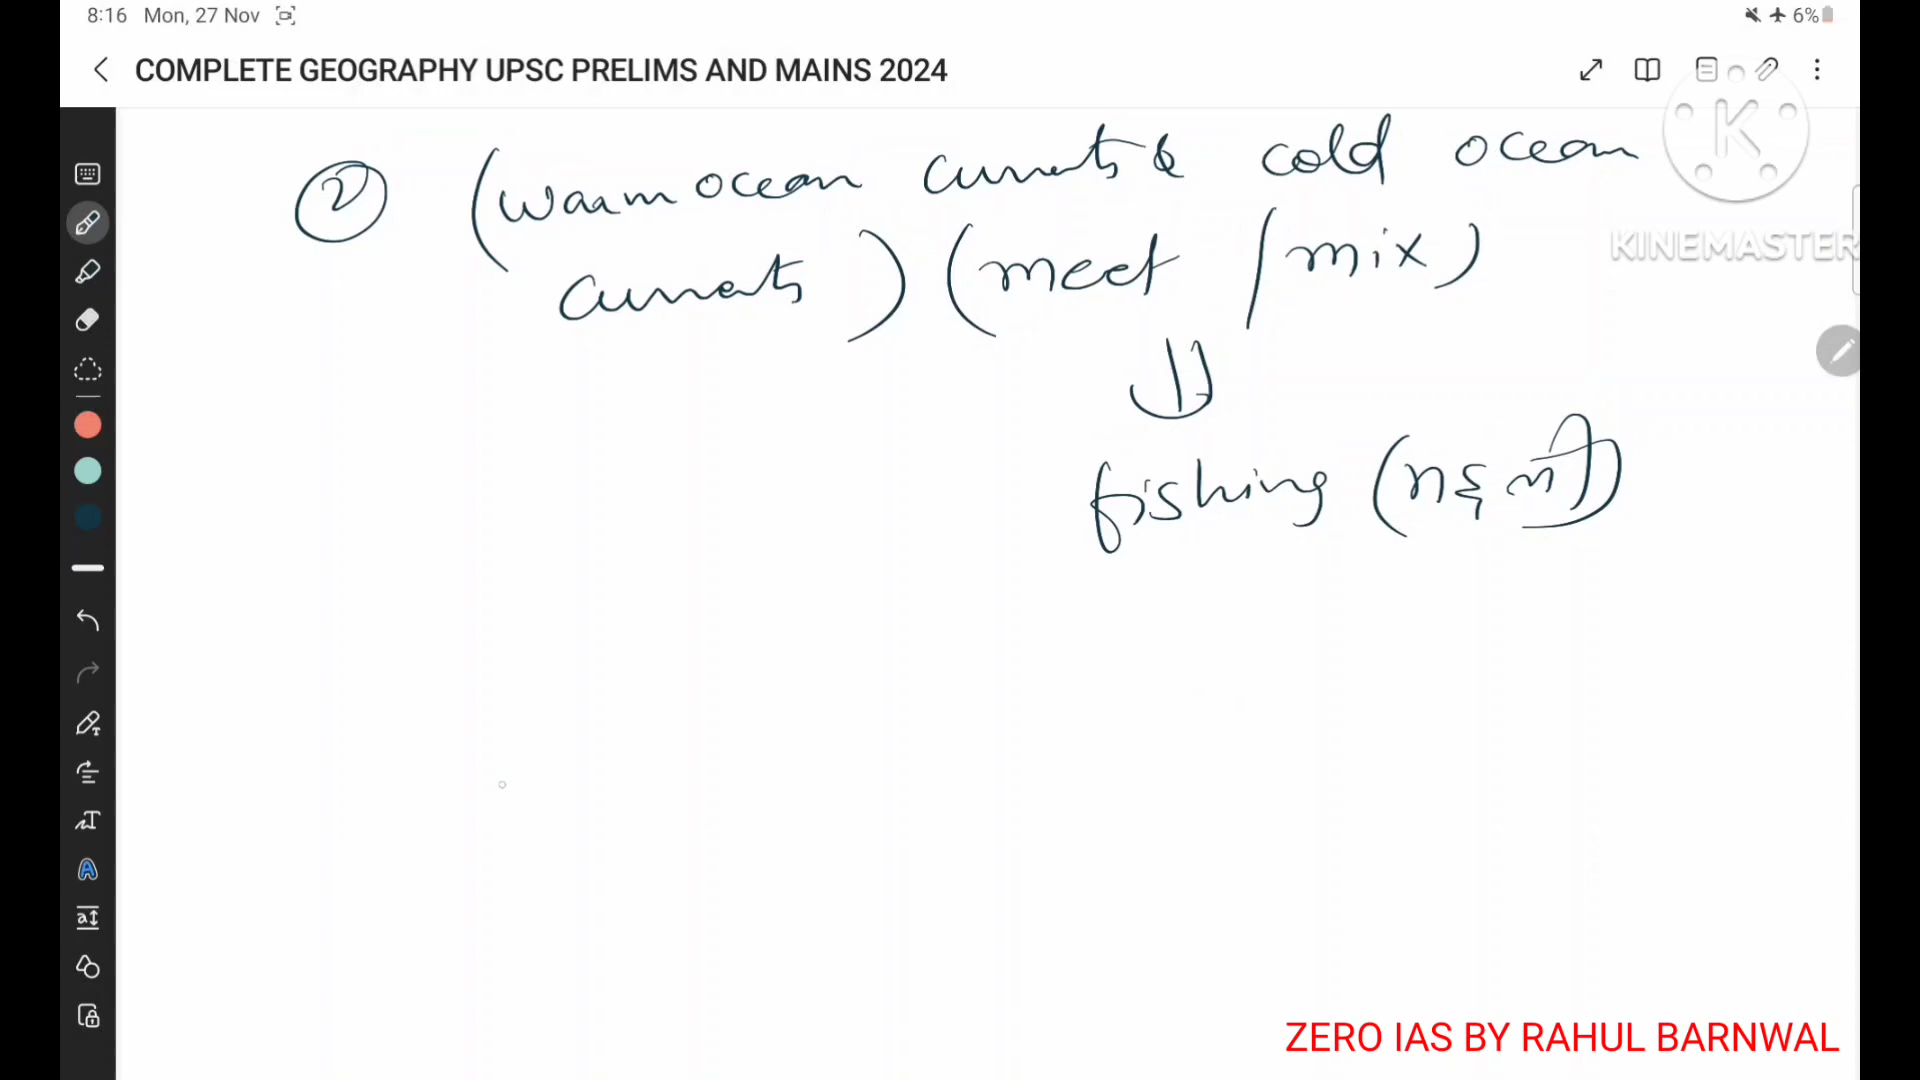 8:16 Mon, 27 Nov 6%
COMPLETE GEOGRAPHY UPSC PRELIMS AND MAINS 2024
② (waam ocean currents & cold ocean
currents) (meet / mix)
fishing
K
KINEMASTER
ZERO IAS BY RAHUL BARNWAL